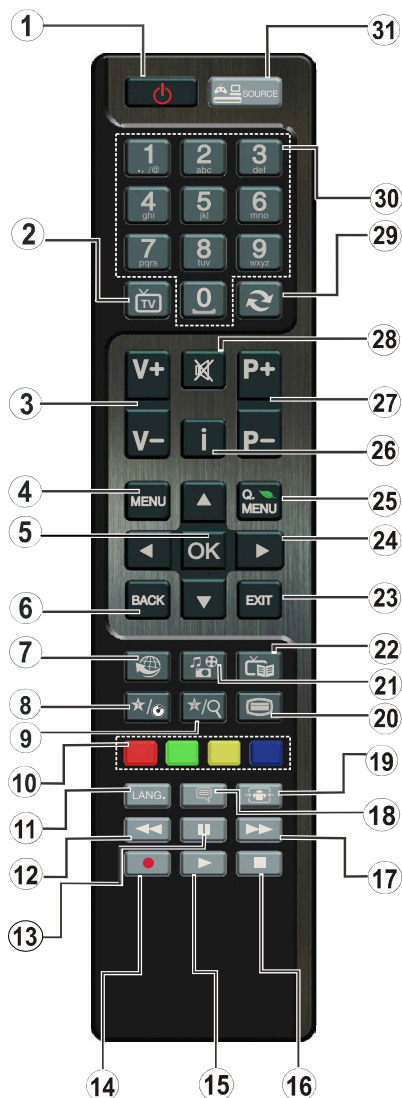 1
31
SOURCE
1 2 3
.,/@ abc def
30
4 5 6
ghi jkl mno
2
29
7 8 9
pqrs tuv wxyz
TV 0
28
V+ P+
3
27
V- i P-
26
4
MENU Q. MENU
25
5
OK
24
6
BACK EXIT
23
7
22
21
8
9
20
10
19
11
LANG.
18
12
17
13
14
15
16